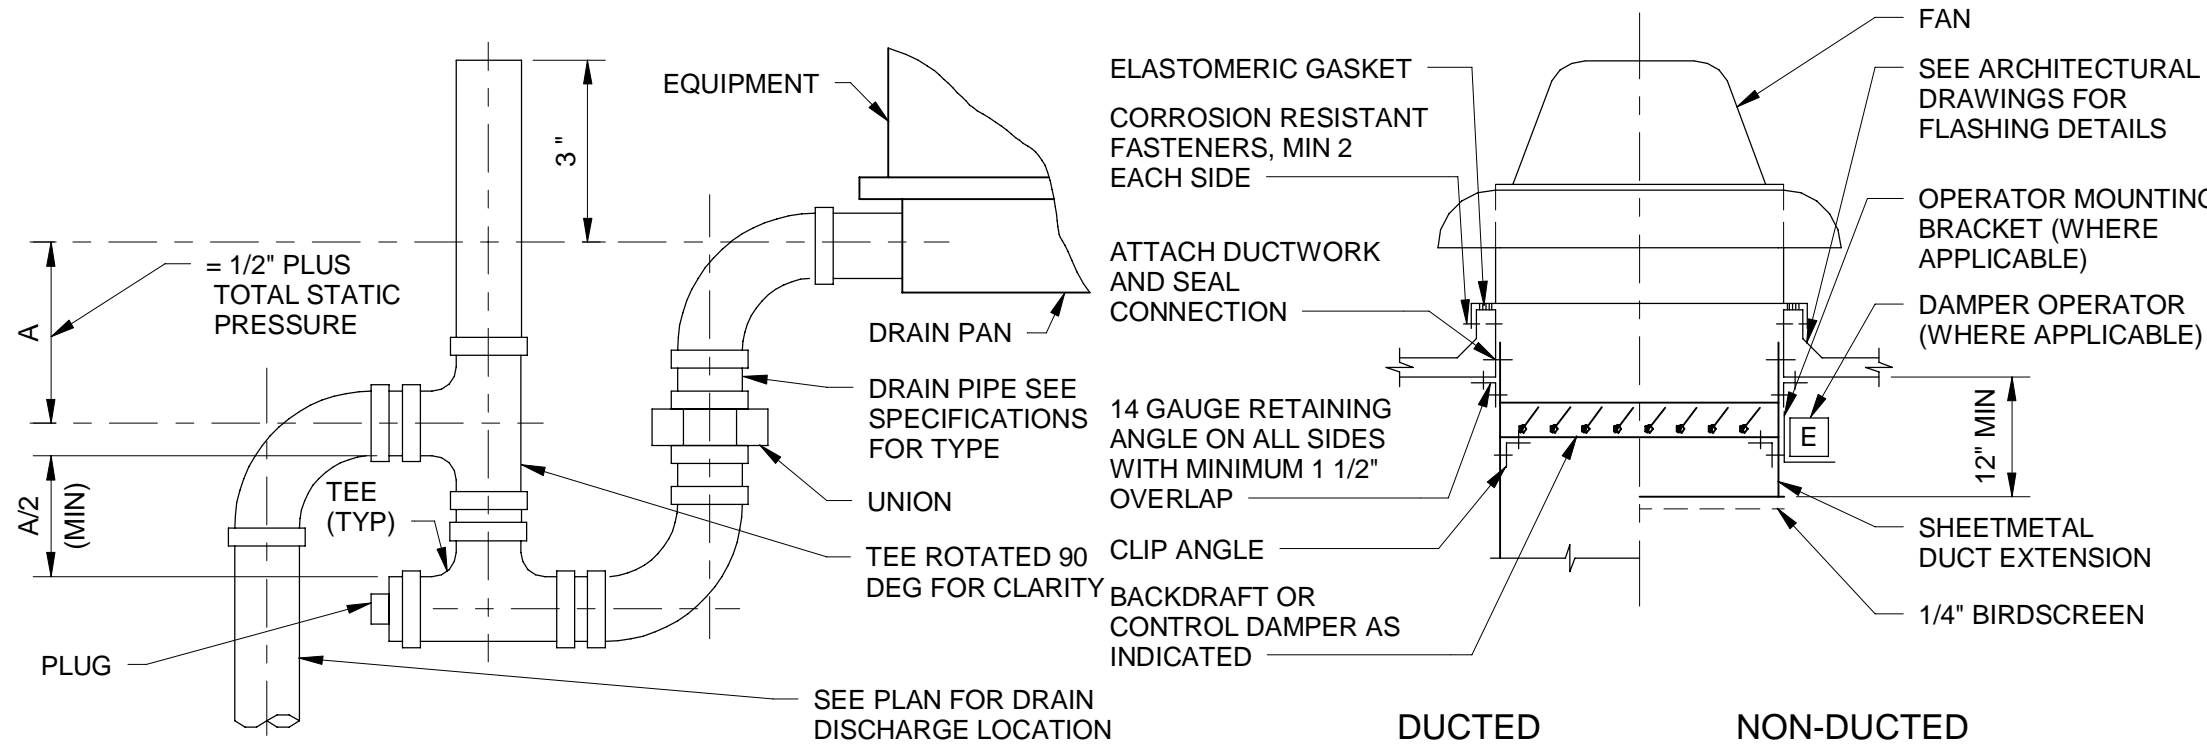 EQUIPMENT
3"
= 1/2" PLUS
TOTAL STATIC
PRESSURE
A
DRAIN PAN
DRAIN PIPE SEE
SPECIFICATIONS
FOR TYPE
A/2
(MIN)
TEE
(TYP)
UNION
TEE ROTATED 90
DEG FOR CLARITY
PLUG
SEE PLAN FOR DRAIN
DISCHARGE LOCATION
ELASTOMERIC GASKET
CORROSION RESISTANT
FASTENERS, MIN 2
EACH SIDE
ATTACH DUCTWORK
AND SEAL
CONNECTION
14 GAUGE RETAINING
ANGLE ON ALL SIDES
WITH MINIMUM 1 1/2"
OVERLAP
CLIP ANGLE
BACKDRAFT OR
CONTROL DAMPER AS
INDICATED
FAN
SEE ARCHITECTURAL
DRAWINGS FOR
FLASHING DETAILS
OPERATOR MOUNTING
BRACKET (WHERE
APPLICABLE)
DAMPER OPERATOR
(WHERE APPLICABLE)
E
12" MIN
SHEETMETAL
DUCT EXTENSION
1/4" BIRDSCREEN
DUCTED
NON-DUCTED